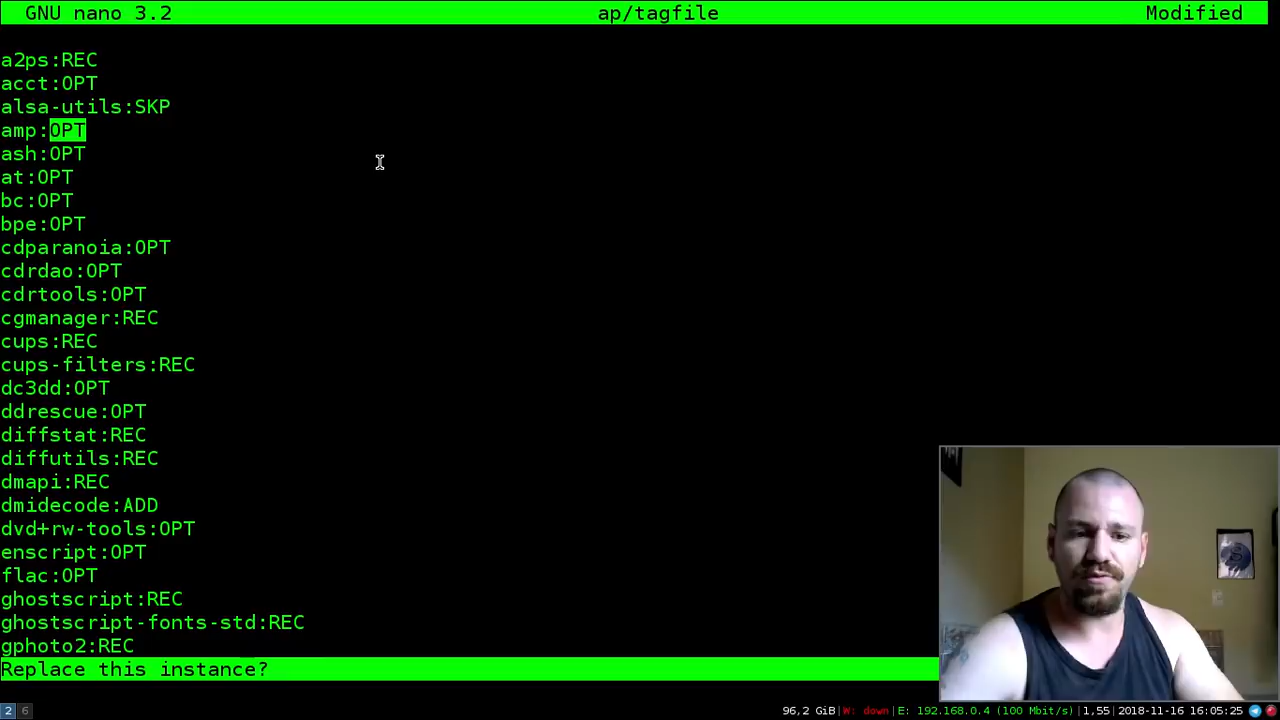 GNU nano 3.2 ap/tagfile Modified
a2ps:REC
acct:OPT
alsa-utils:SKP
amp:OPT
ash:OPT
at:OPT
bc:OPT
bpe:OPT
cdparanoia:OPT
cdrdao:OPT
cdrtools:OPT
cgmanager:REC
cups:REC
cups-filters:REC
dc3dd:OPT
ddrescue:OPT
diffstat:REC
diffutils:REC
dmapi:REC
dmidecode:ADD
dvd+rw-tools:OPT
enscript:OPT
flac:OPT
ghostscript:REC
ghostscript-fonts-std:REC
gphoto2:REC
Replace this instance?
2 6 96,2 GiB|W: down|E: 192.168.0.4 (100 Mbit/s)|1,55|2018-11-16 16:05:25